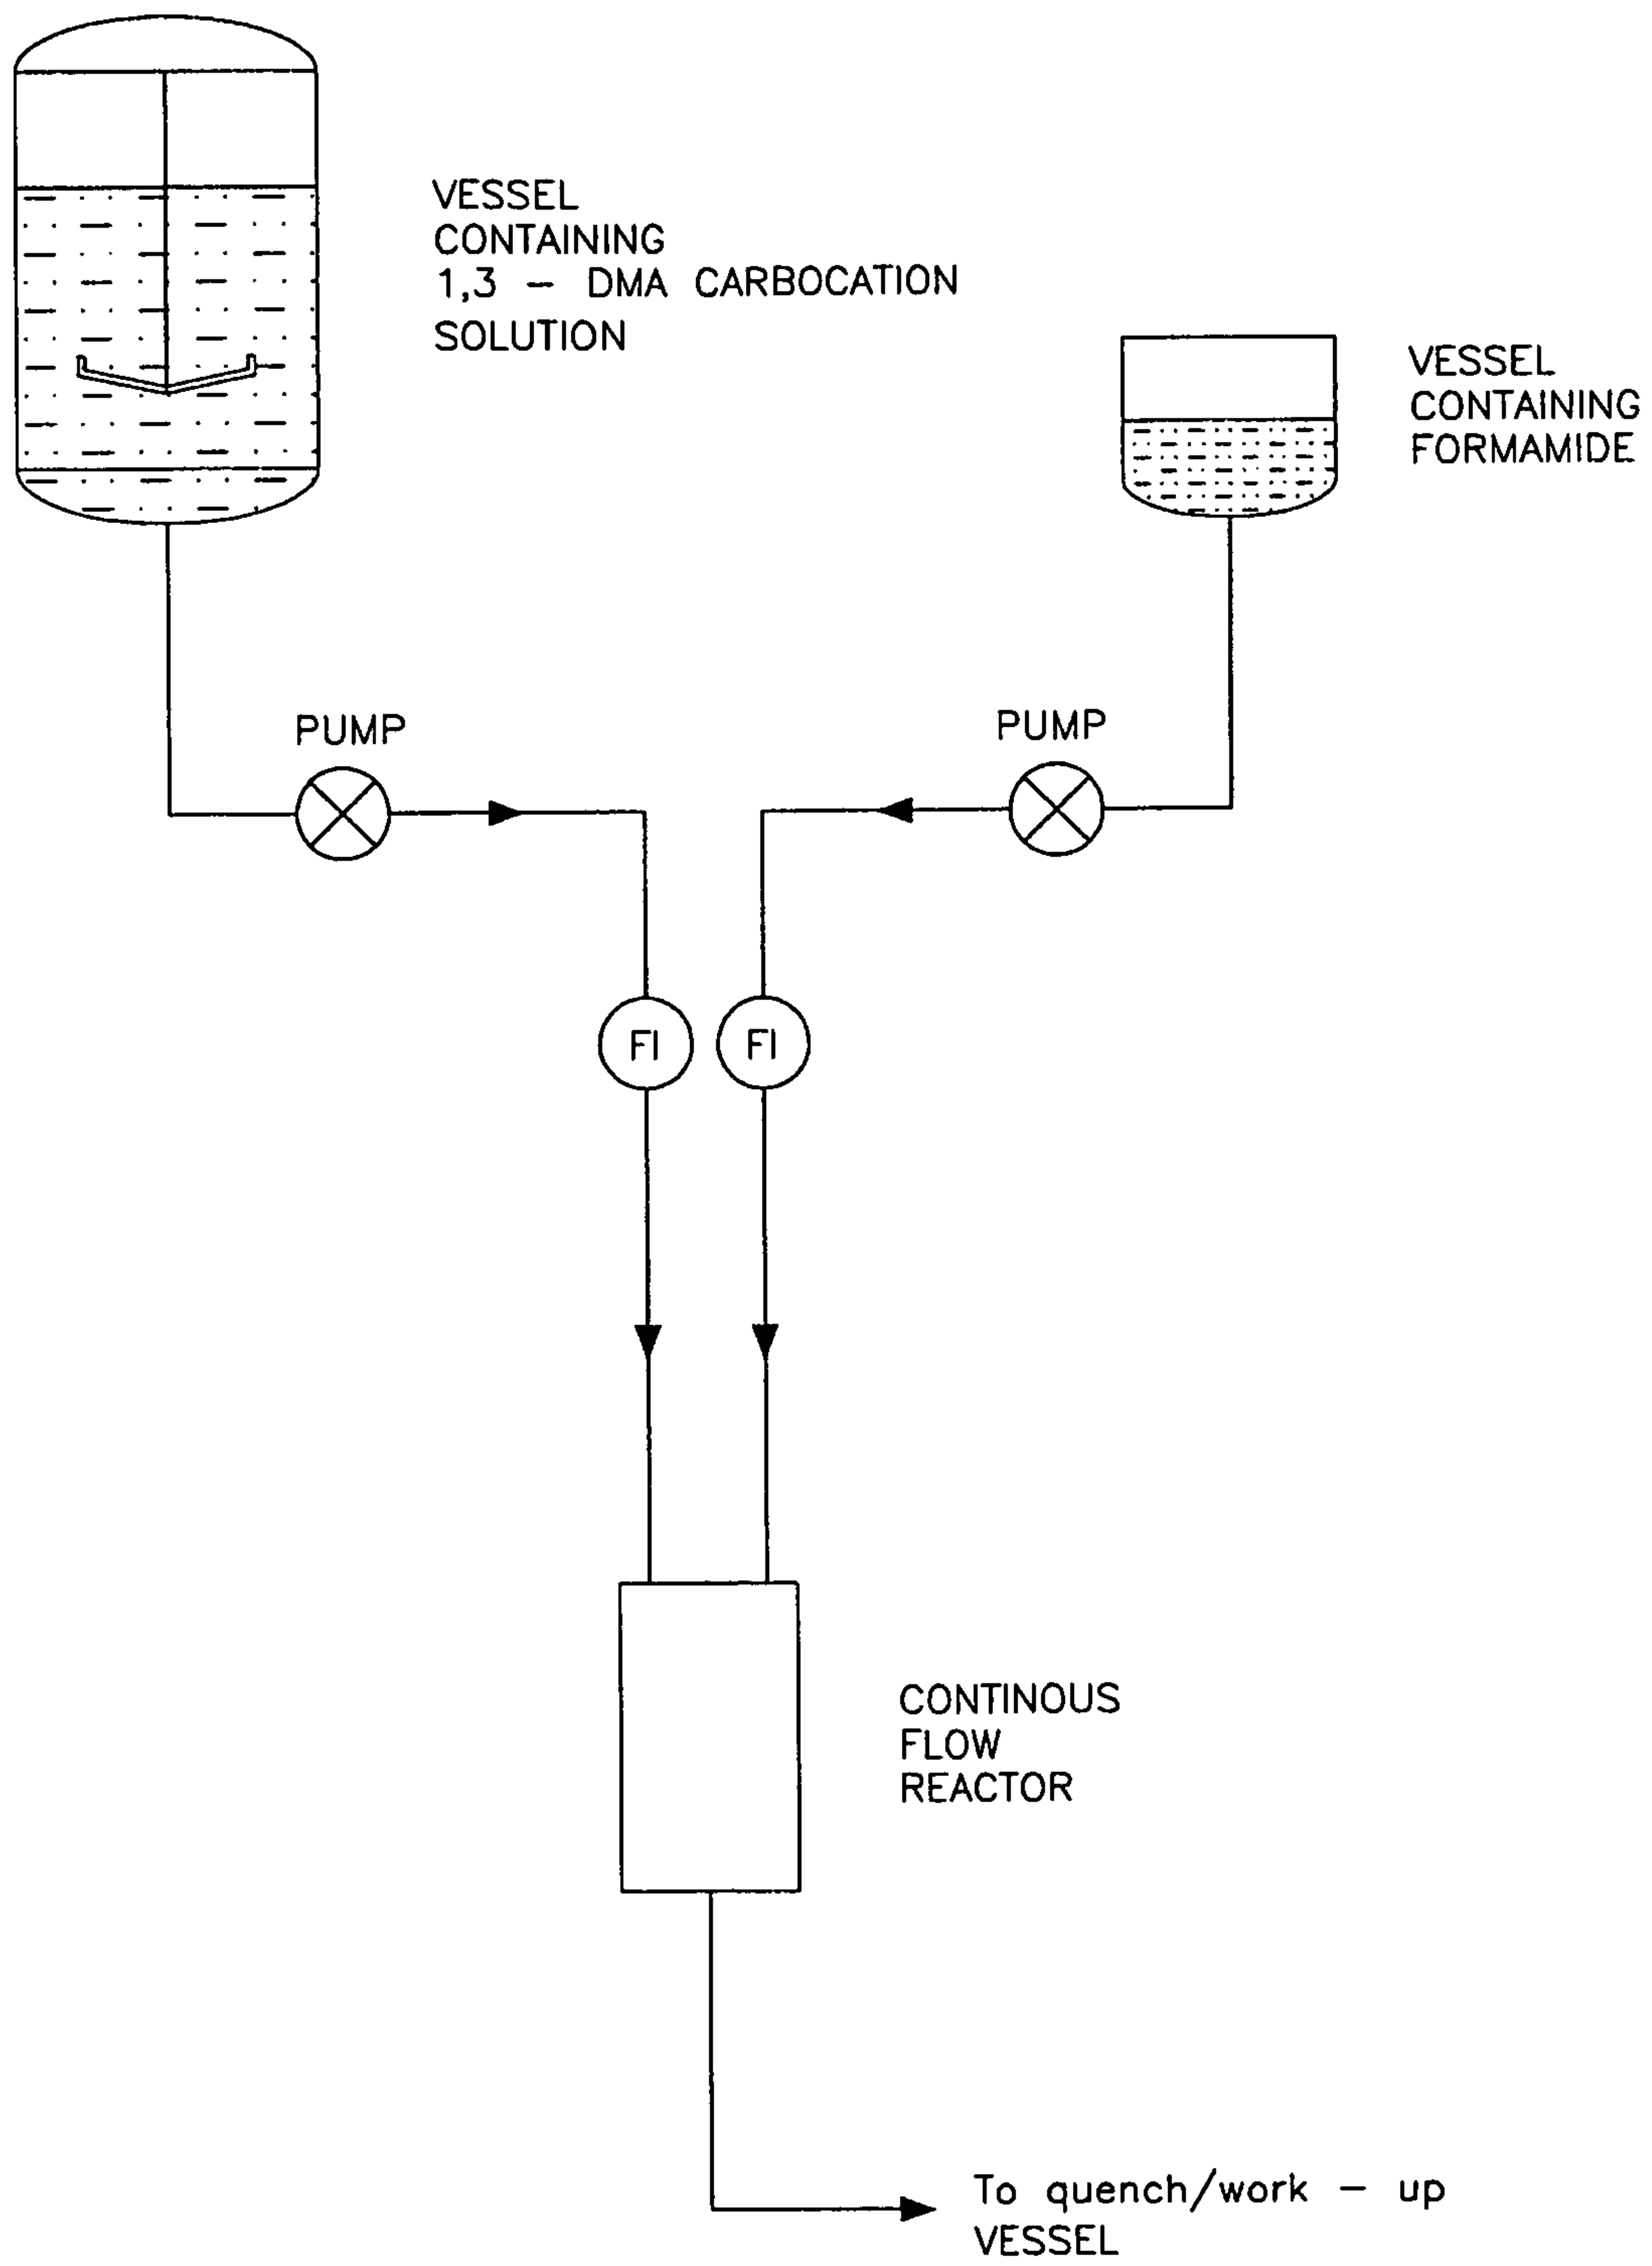 VESSEL
CONTAINING
1,3 – DMA CARBOCATION
SOLUTION
VESSEL
CONTAINING
FORMAMIDE
PUMP
PUMP
FI
FI
CONTINOUS
FLOW
REACTOR
To quench/work – up
VESSEL